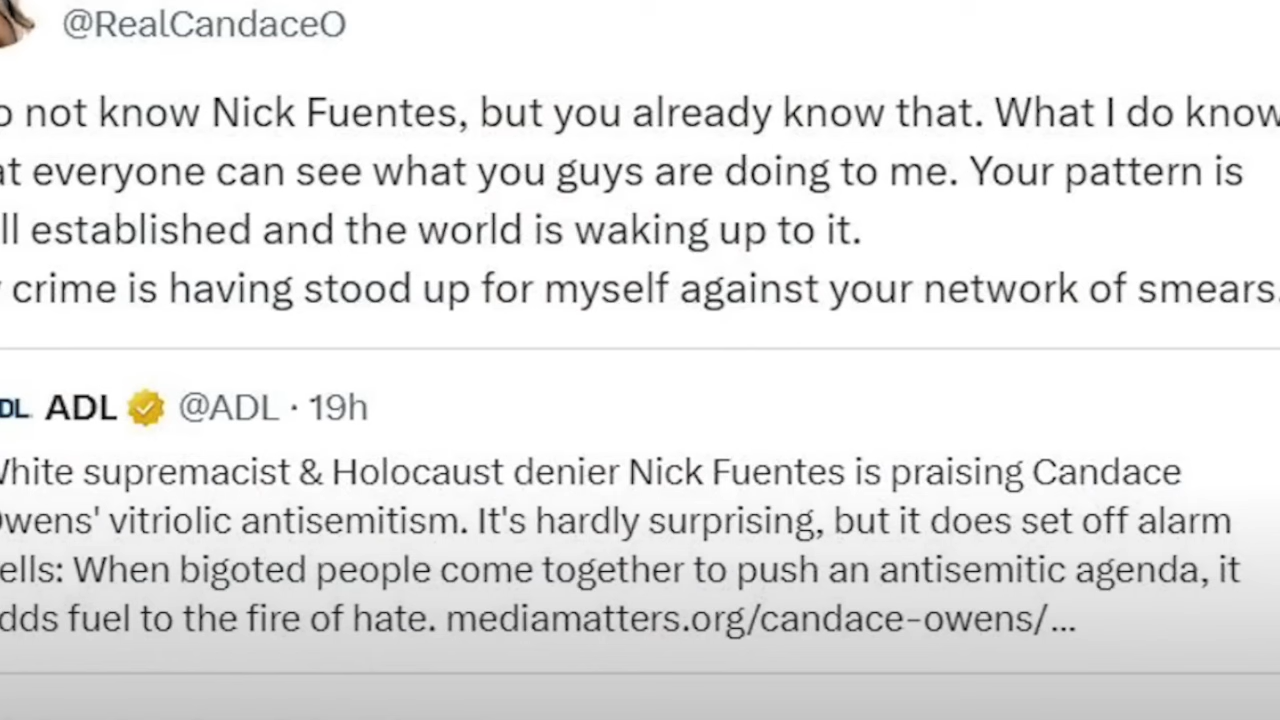 @RealCandaceO
not know Nick Fuentes, but you already know that. What I do know
everyone can see what you guys are doing to me. Your pattern is
established and the world is waking up to it.
crime is having stood up for myself against your network of smears.
ADL @ADL · 19h
White supremacist & Holocaust denier Nick Fuentes is praising Candace
Owens' vitriolic antisemitism. It's hardly surprising, but it does set off alarm
ells: When bigoted people come together to push an antisemitic agenda, it
dds fuel to the fire of hate. mediamatters.org/candace-owens/...